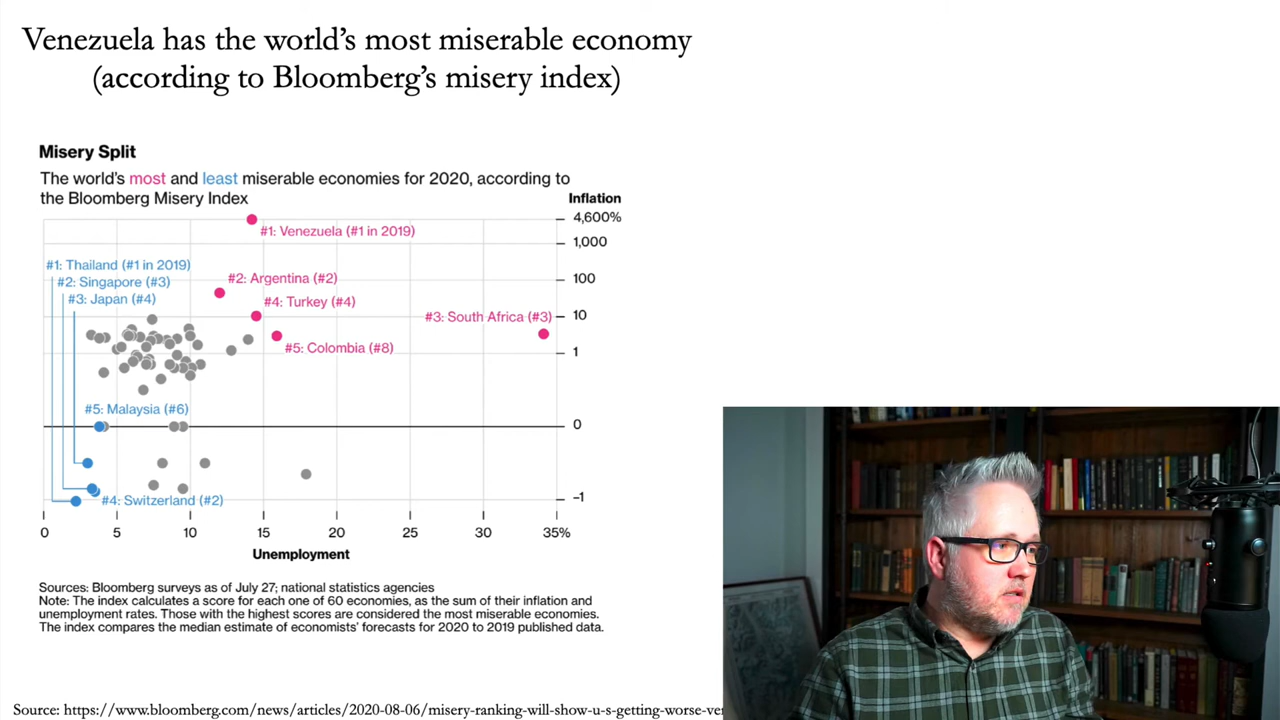 Venezuela has the world's most miserable economy
(according to Bloomberg's misery index)
Misery Split
The world's most and least miserable economies for 2020, according to
the Bloomberg Misery Index
Inflation
4,600%
#1: Venezuela (#1 in 2019)
1,000
#1: Thailand (#1 in 2019)
#2: Argentina (#2)
100
#2: Singapore (#3)
#3: Japan (#4)
#4: Turkey (#4)
#3: South Africa (#3)
10
#5: Colombia (#8)
1
#5: Malaysia (#6)
0
#4: Switzerland (#2)
-1
0 5 10 15 20 25 30 35%
Unemployment
Sources: Bloomberg surveys as of July 27; national statistics agencies
Note: The index calculates a score for each one of 60 economies, as the sum of their inflation and
unemployment rates. Those with the highest scores are considered the most miserable economies.
The index compares the median estimate of economists' forecasts for 2020 to 2019 published data.
Source: https://www.bloomberg.com/news/articles/2020-08-06/misery-ranking-will-show-u-s-getting-worse-ve